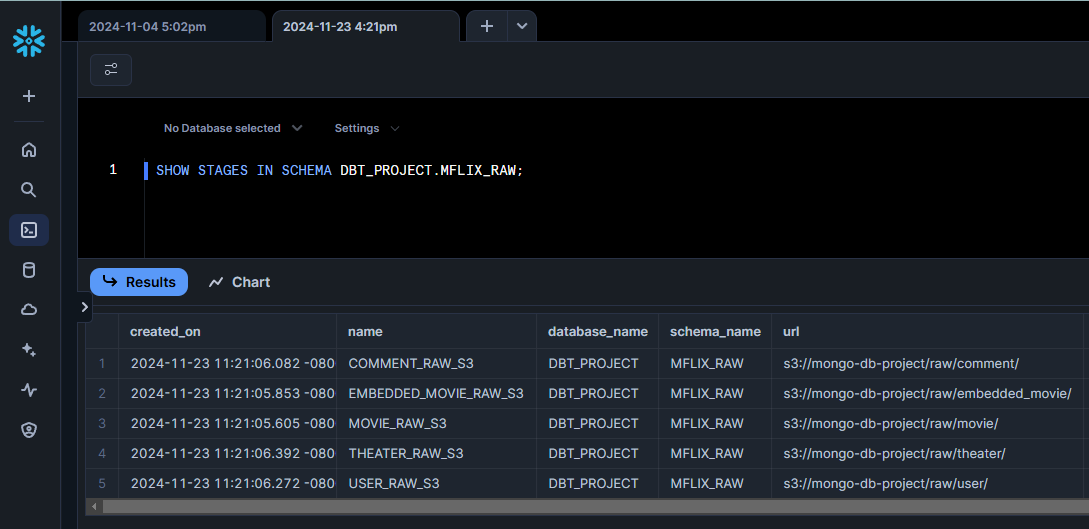 2024-11-04 5:02pm 2024-11-23 4:21pm
No Database selected Settings
1 SHOW STAGES IN SCHEMA DBT_PROJECT.MFLIX_RAW;
Results Chart
created_on name database_name schema_name url
1 2024-11-23 11:21:06.082 -080 COMMENT_RAW_S3 DBT_PROJECT MFLIX_RAW s3://mongo-db-project/raw/comment/
2 2024-11-23 11:21:05.853 -080 EMBEDDED_MOVIE_RAW_S3 DBT_PROJECT MFLIX_RAW s3://mongo-db-project/raw/embedded_movie/
3 2024-11-23 11:21:05.605 -080 MOVIE_RAW_S3 DBT_PROJECT MFLIX_RAW s3://mongo-db-project/raw/movie/
4 2024-11-23 11:21:06.392 -080 THEATER_RAW_S3 DBT_PROJECT MFLIX_RAW s3://mongo-db-project/raw/theater/
5 2024-11-23 11:21:06.272 -080 USER_RAW_S3 DBT_PROJECT MFLIX_RAW s3://mongo-db-project/raw/user/